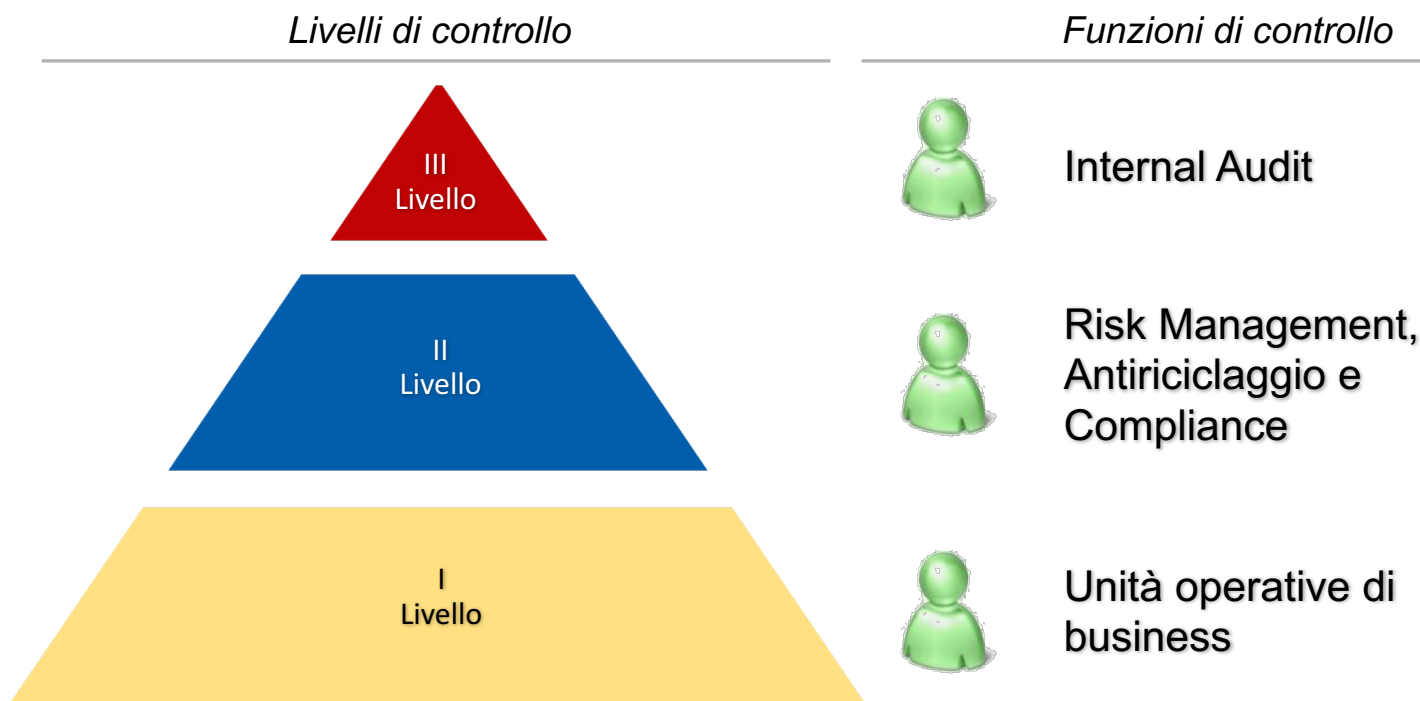 Livelli di controllo
Funzioni di controllo
III
Livello
Internal Audit
II
Livello
Risk Management,
Antiriciclaggio e
Compliance
I
Livello
Unità operative di
business